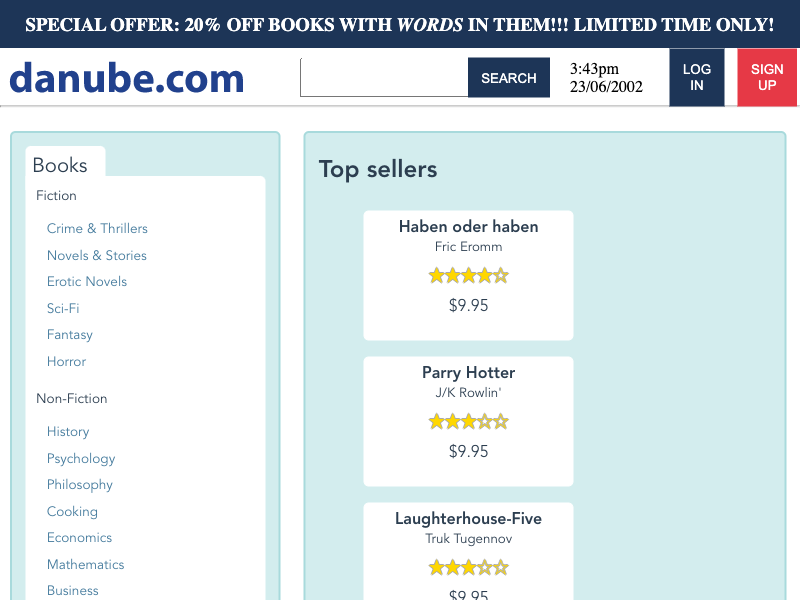 SPECIAL OFFER: 20% OFF BOOKS WITH WORDS IN THEM!!! LIMITED TIME ONLY!
danube.com
SEARCH
3:43pm
23/06/2002
LOG
IN
SIGN
UP
Books
Fiction
Crime & Thrillers
Novels & Stories
Erotic Novels
Sci-Fi
Fantasy
Horror
Non-Fiction
History
Psychology
Philosophy
Cooking
Economics
Mathematics
Business
Top sellers
Haben oder haben
Fric Eromm
$9.95
Parry Hotter
J/K Rowlin'
$9.95
Laughterhouse-Five
Truk Tugennov
$9.95